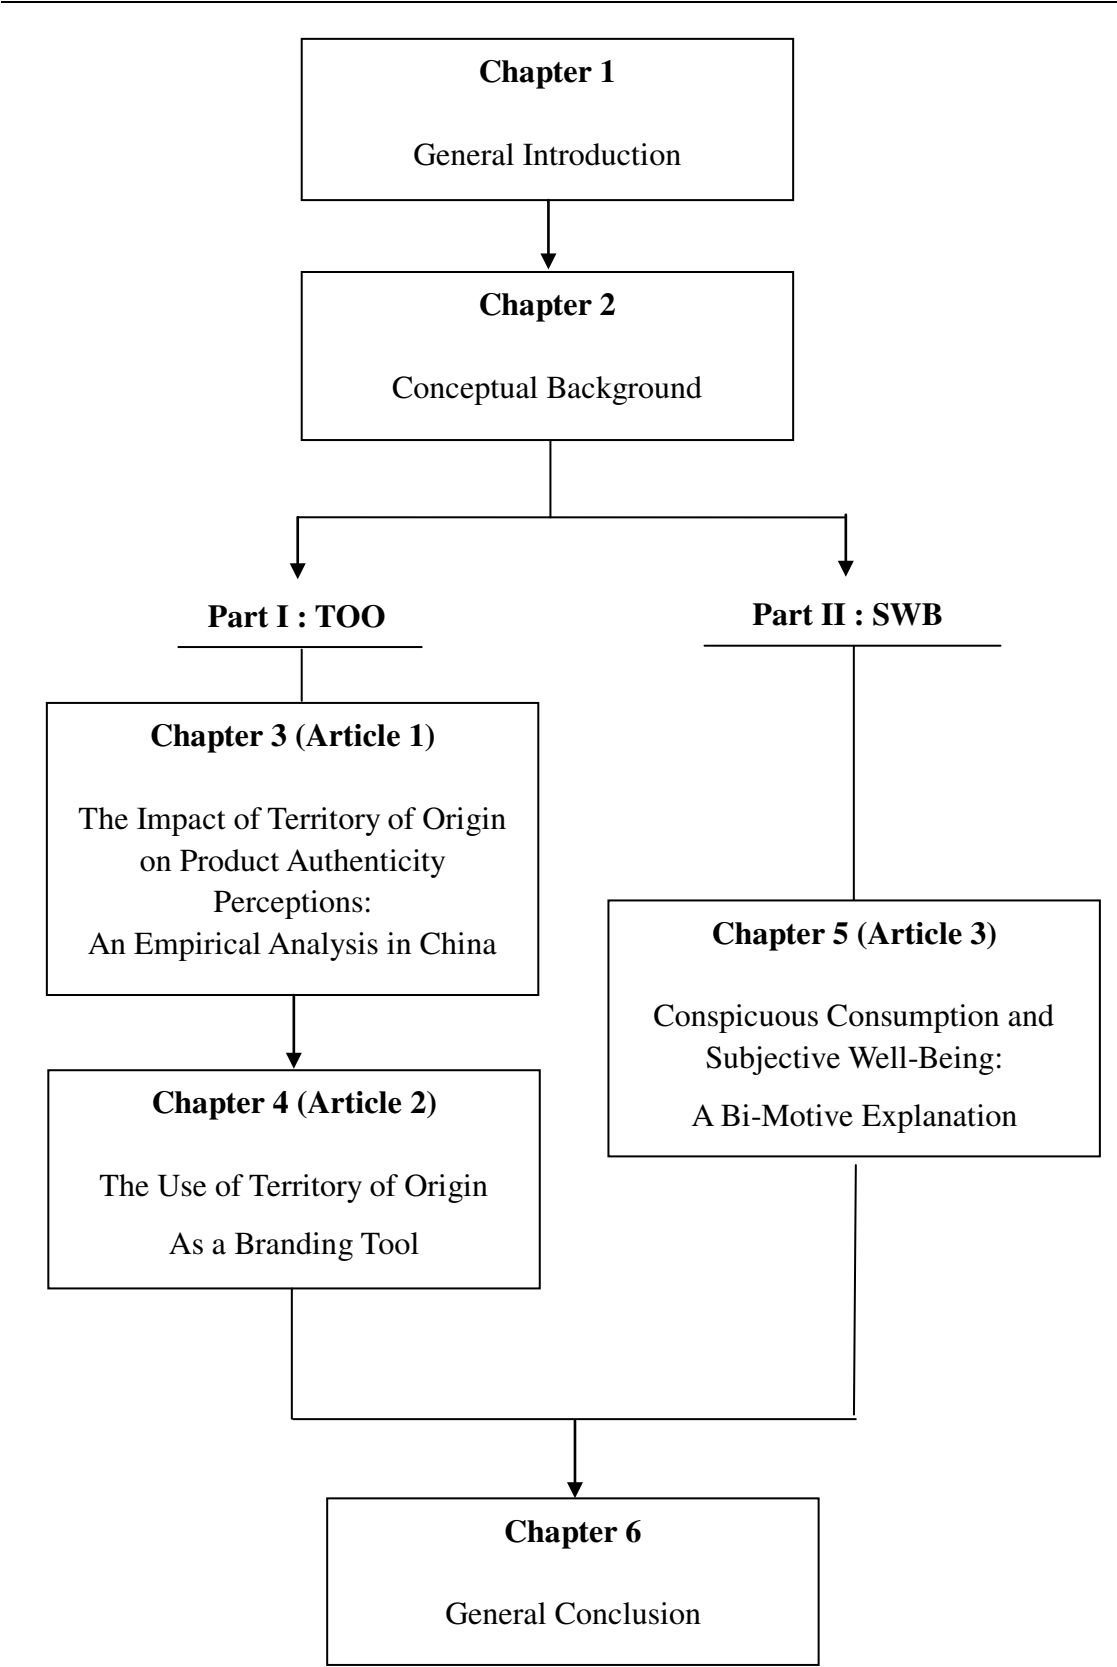 Chapter 1
General Introduction
Chapter 2
Conceptual Background
Part I : TOO
Part II : SWB
Chapter 3 (Article 1)
The Impact of Territory of Origin
on Product Authenticity
Perceptions:
An Empirical Analysis in China
Chapter 4 (Article 2)
The Use of Territory of Origin
As a Branding Tool
Chapter 5 (Article 3)
Conspicuous Consumption and
Subjective Well-Being:
A Bi-Motive Explanation
Chapter 6
General Conclusion